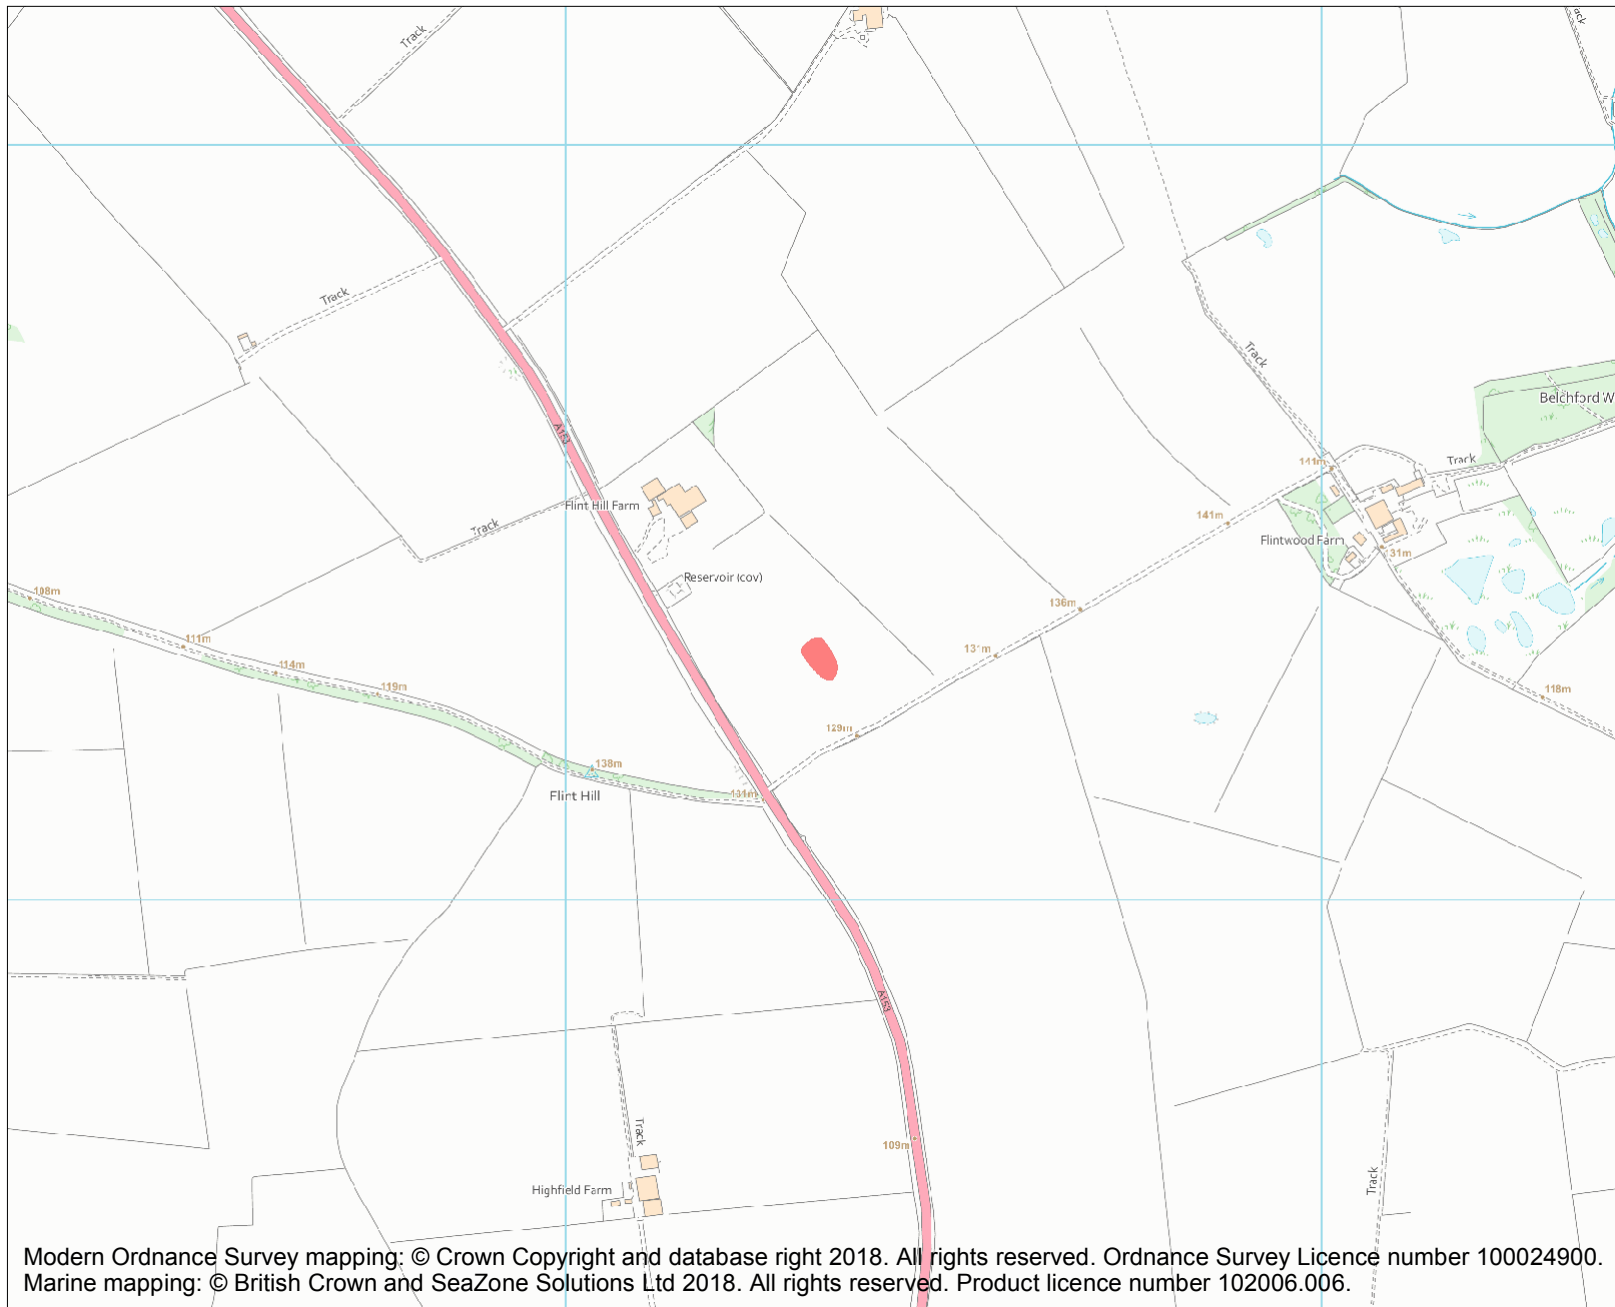 Track
ack
Track
Track
Belchford W
A153
Track
141m
Flint Hill Farm
141m
Track
Flintwood Farm
131m
Reservoir (cov)
108m
136m
111m
131m
114m
119m
118m
129m
138m
131m
Flint Hill
A153
Track
109m
Track
Highfield Farm
Modern Ordnance Survey mapping: © Crown Copyright and database right 2018. All rights reserved. Ordnance Survey Licence number 100024900.
Marine mapping: © British Crown and SeaZone Solutions Ltd 2018. All rights reserved. Product licence number 102006.006.